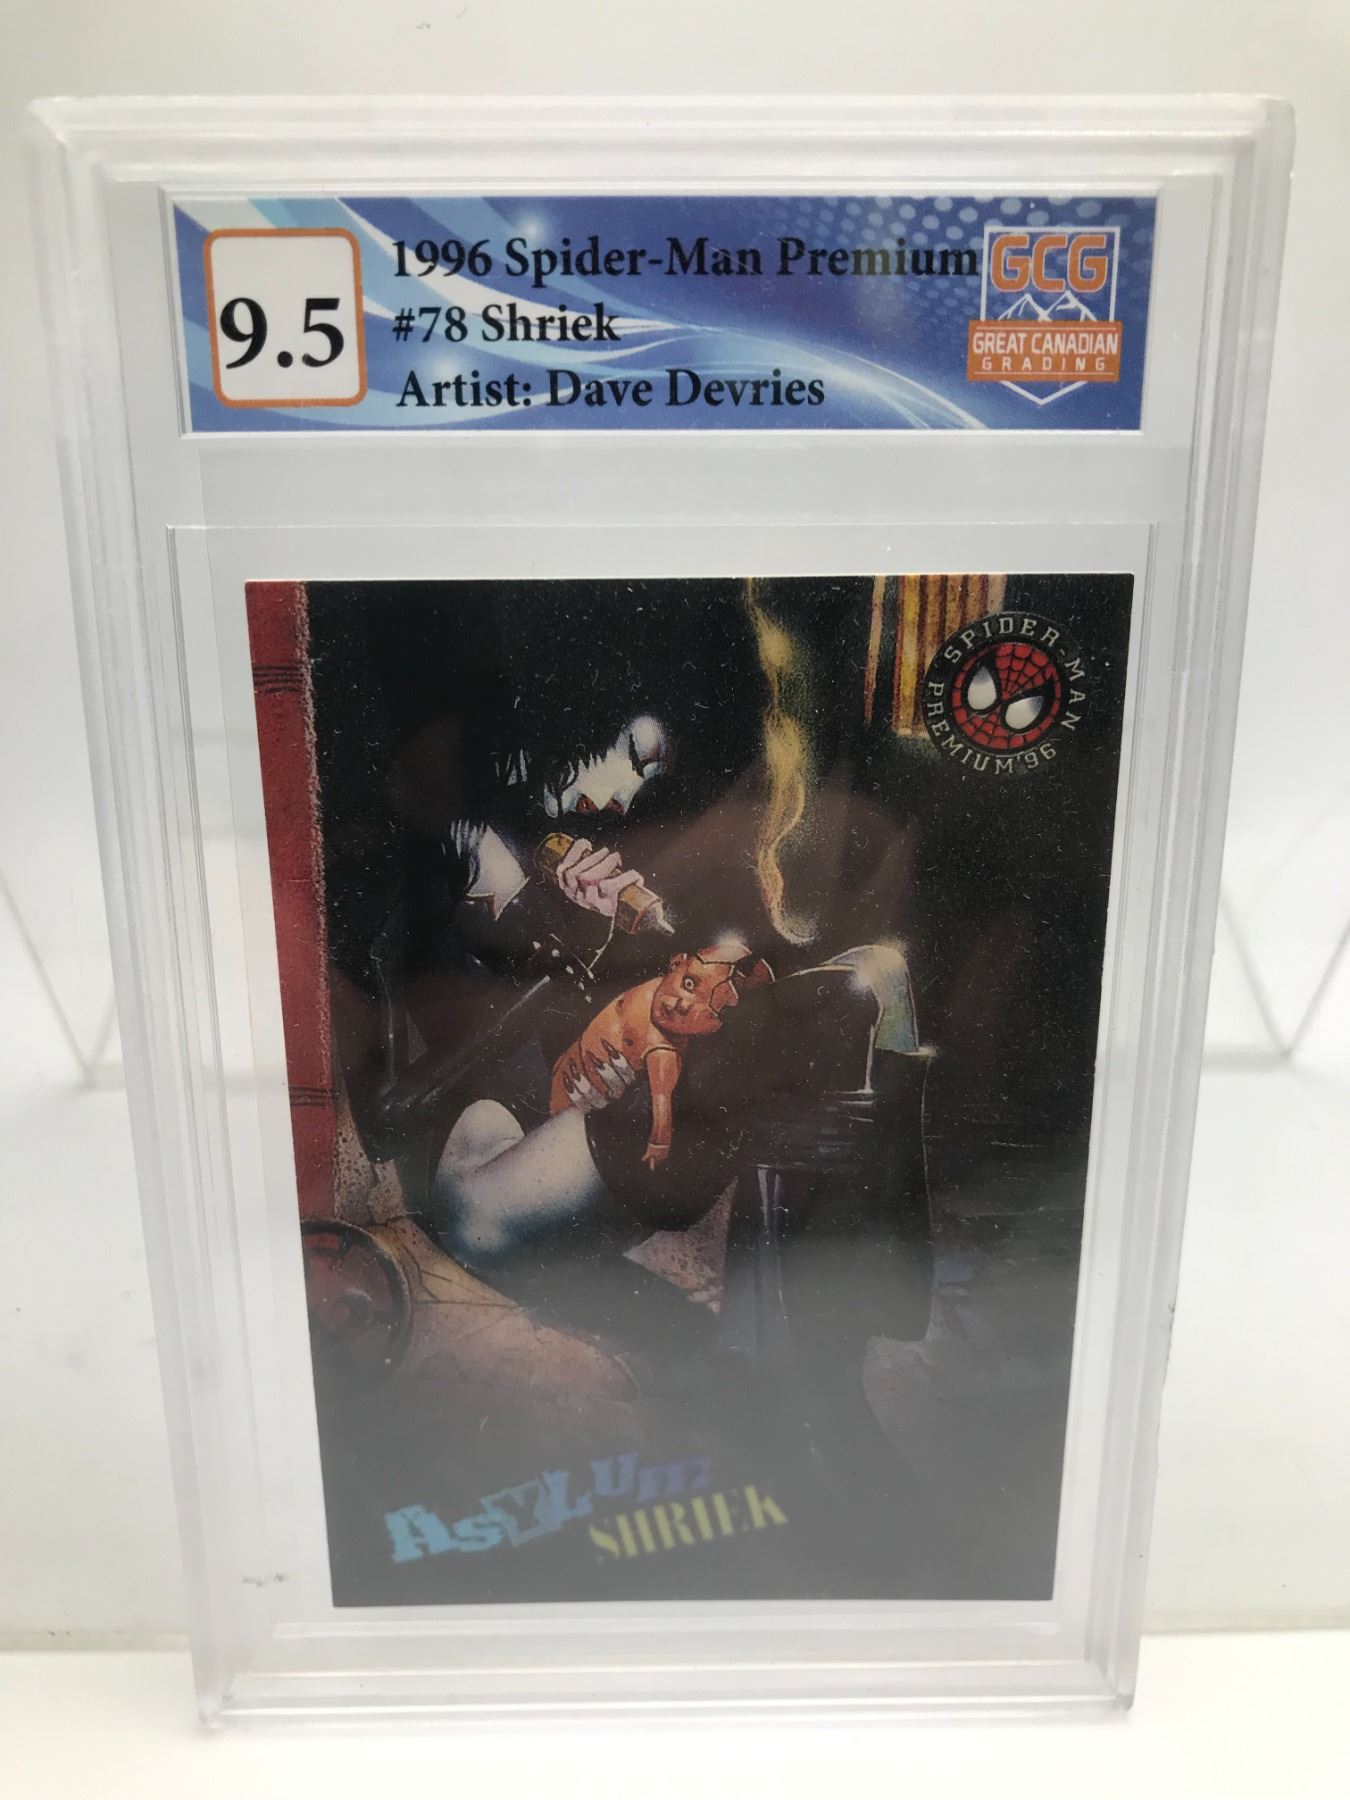 9.5
1996 Spider-Man Premium
#78 Shriek
Artist: Dave Devries
GCG
GREAT CANADIAN
GRADING
SPIDER-MAN
PREMIUM '96
ASYLUM
SHRIEK